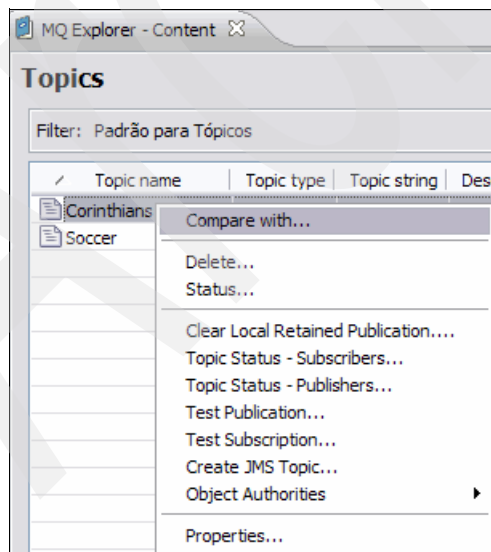 MQ Explorer - Content
Topics
Filter: Padrão para Tópicos
Topic name Topic type Topic string Des
Corinthians
Soccer
Compare with...
Delete...
Status...
Clear Local Retained Publication....
Topic Status - Subscribers...
Topic Status - Publishers...
Test Publication...
Test Subscription...
Create JMS Topic...
Object Authorities
Properties...